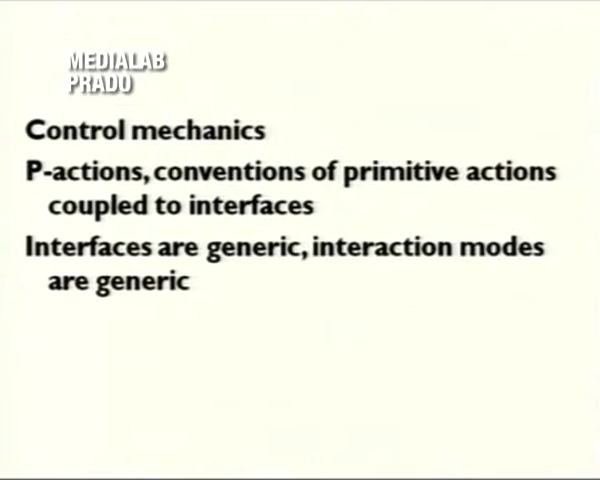 MEDIALAB
PRADO
Control mechanics
P-actions, conventions of primitive actions
coupled to interfaces
Interfaces are generic, interaction modes
are generic